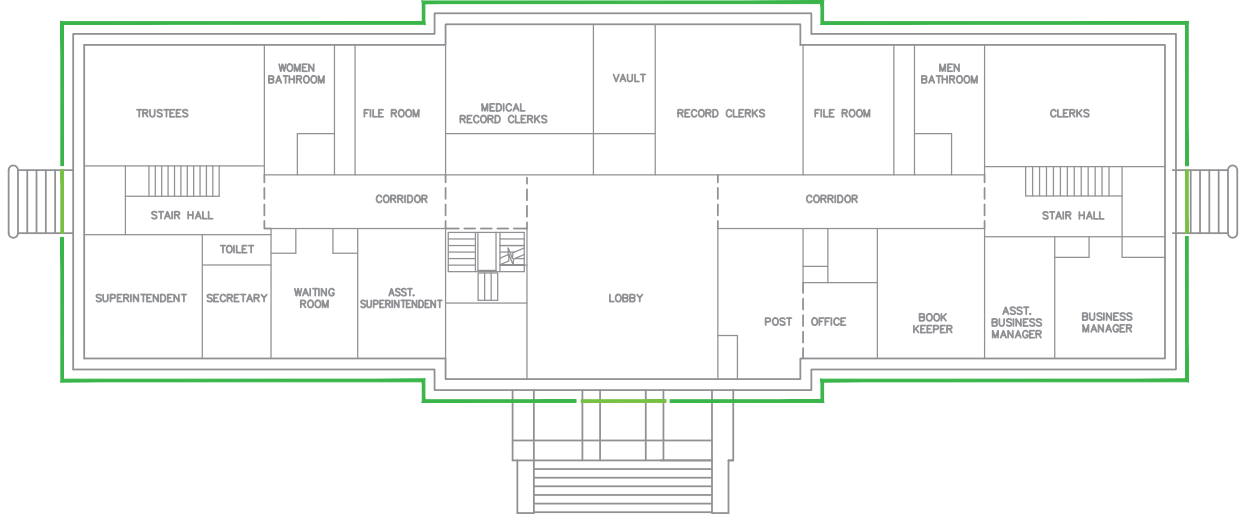 WOMEN
BATHROOM
MEN
BATHROOM
VAULT
TRUSTEES
FILE ROOM
MEDICAL
RECORD CLERKS
RECORD CLERKS
FILE ROOM
CLERKS
CORRIDOR
CORRIDOR
STAIR HALL
STAIR HALL
TOILET
SUPERINTENDENT
SECRETARY
WAITING
ROOM
ASST.
SUPERINTENDENT
LOBBY
POST OFFICE
BOOK
KEEPER
ASST.
BUSINESS
MANAGER
BUSINESS
MANAGER